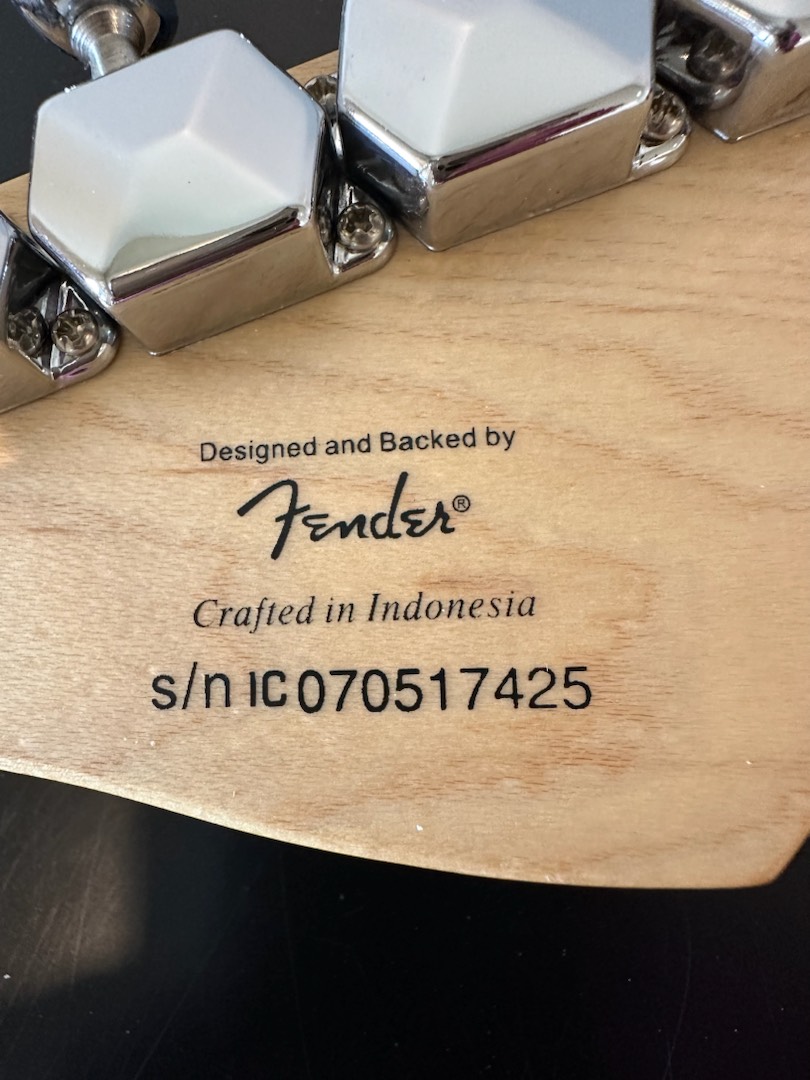 Designed and Backed by
Fender®
Crafted in Indonesia
s/n IC070517425